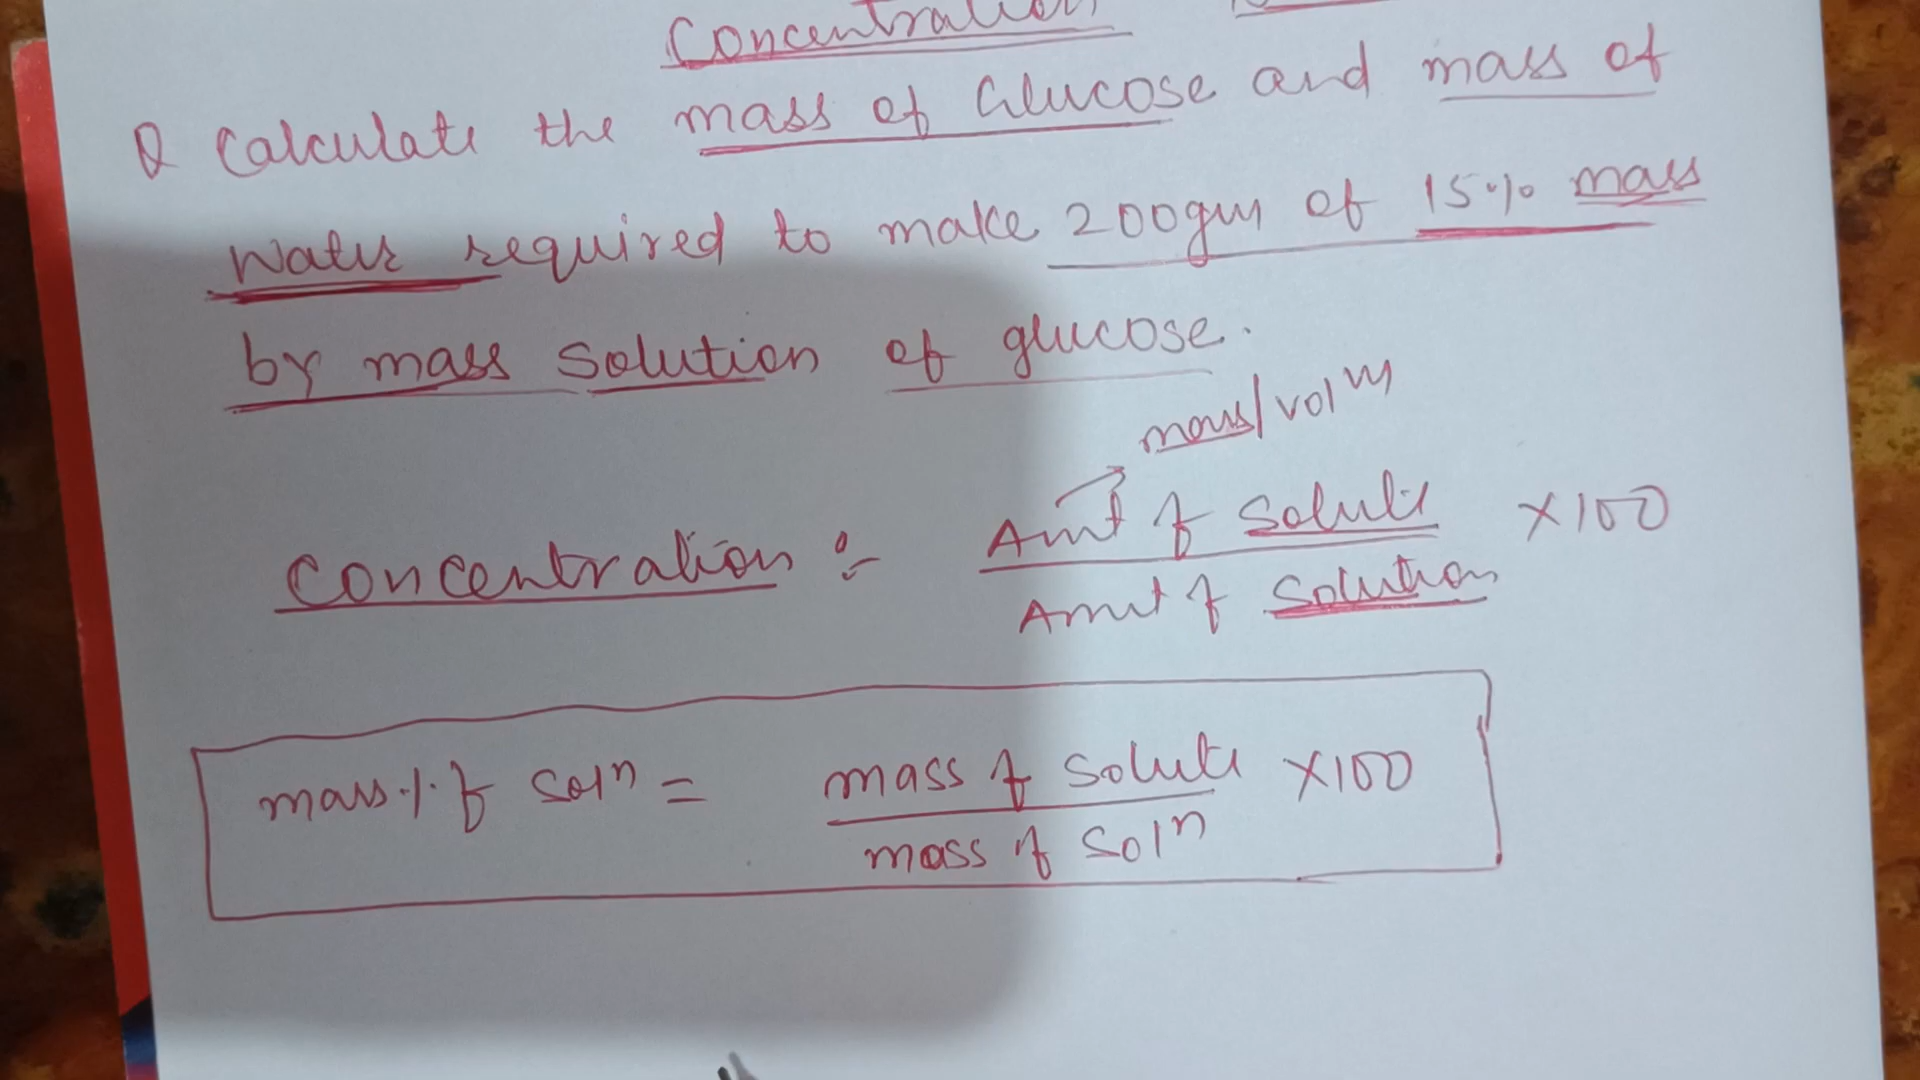 Concentration
Q Calculate the mass of Glucose and mass of
Water required to make 200gm of 15% mass
by mass solution of glucose.
mass/volm
Concentration :- Amt of Solute / Amt of Solution ×100
mass % of soln = mass of solute / mass of soln ×100